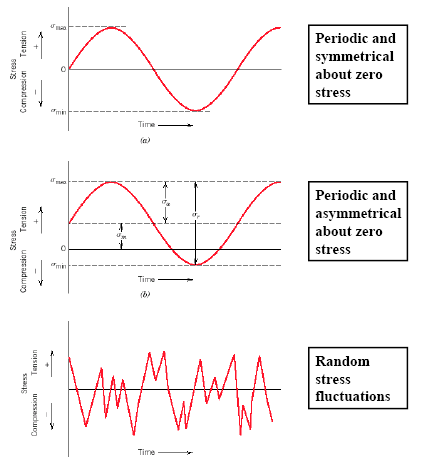 σmax
Stress
Compression Tension
− +
0
σmin
Time
(a)
Periodic and
symmetrical
about zero
stress
σmax
σa
σr
σm
Stress
Compression Tension
− +
0
σmin
Time
(b)
Periodic and
asymmetrical
about zero
stress
Stress
Compression Tension
− +
Time
Random
stress
fluctuations